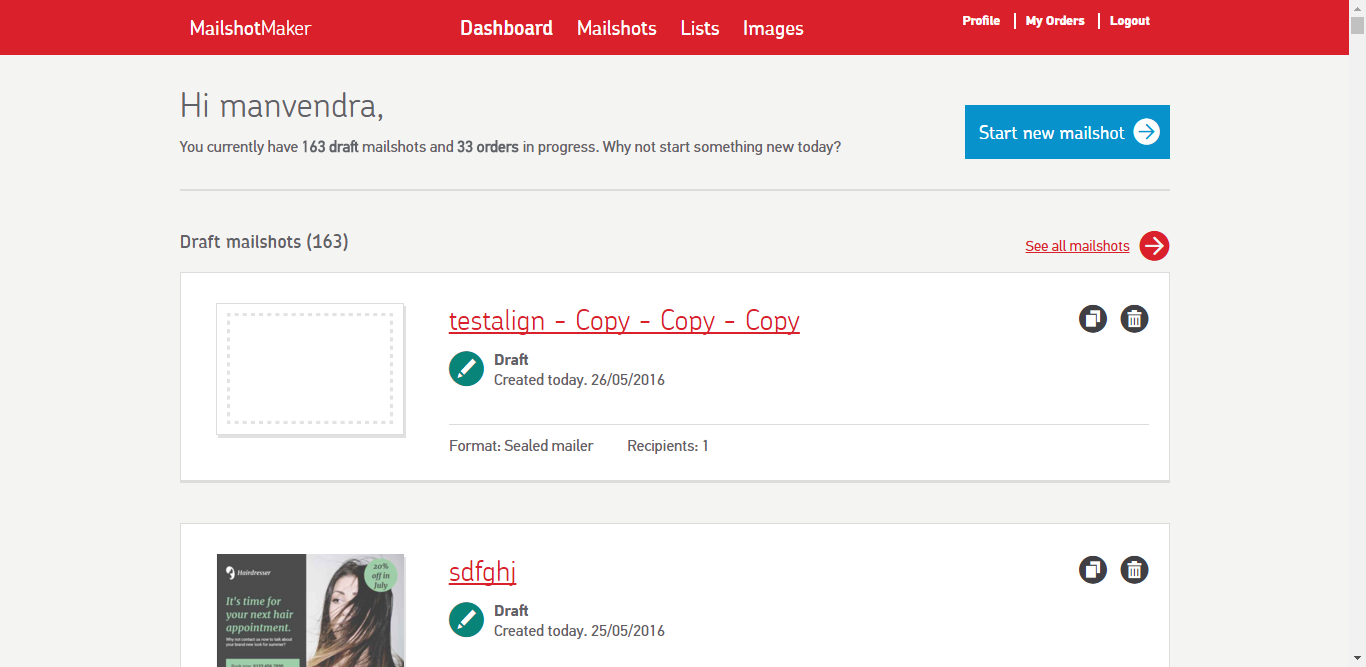 MailshotMaker
Dashboard Mailshots Lists Images
Profile My Orders Logout
Hi manvendra,
You currently have 163 draft mailshots and 33 orders in progress. Why not start something new today?
Start new mailshot
Draft mailshots (163)
See all mailshots
testalign - Copy - Copy - Copy
Draft
Created today. 26/05/2016
Format: Sealed mailer Recipients: 1
Hairdresser
20%
off in
July
It's time for
your next hair
appointment.
Why not contact us now to talk about
your brand new look for summer?
sdfghj
Draft
Created today. 25/05/2016